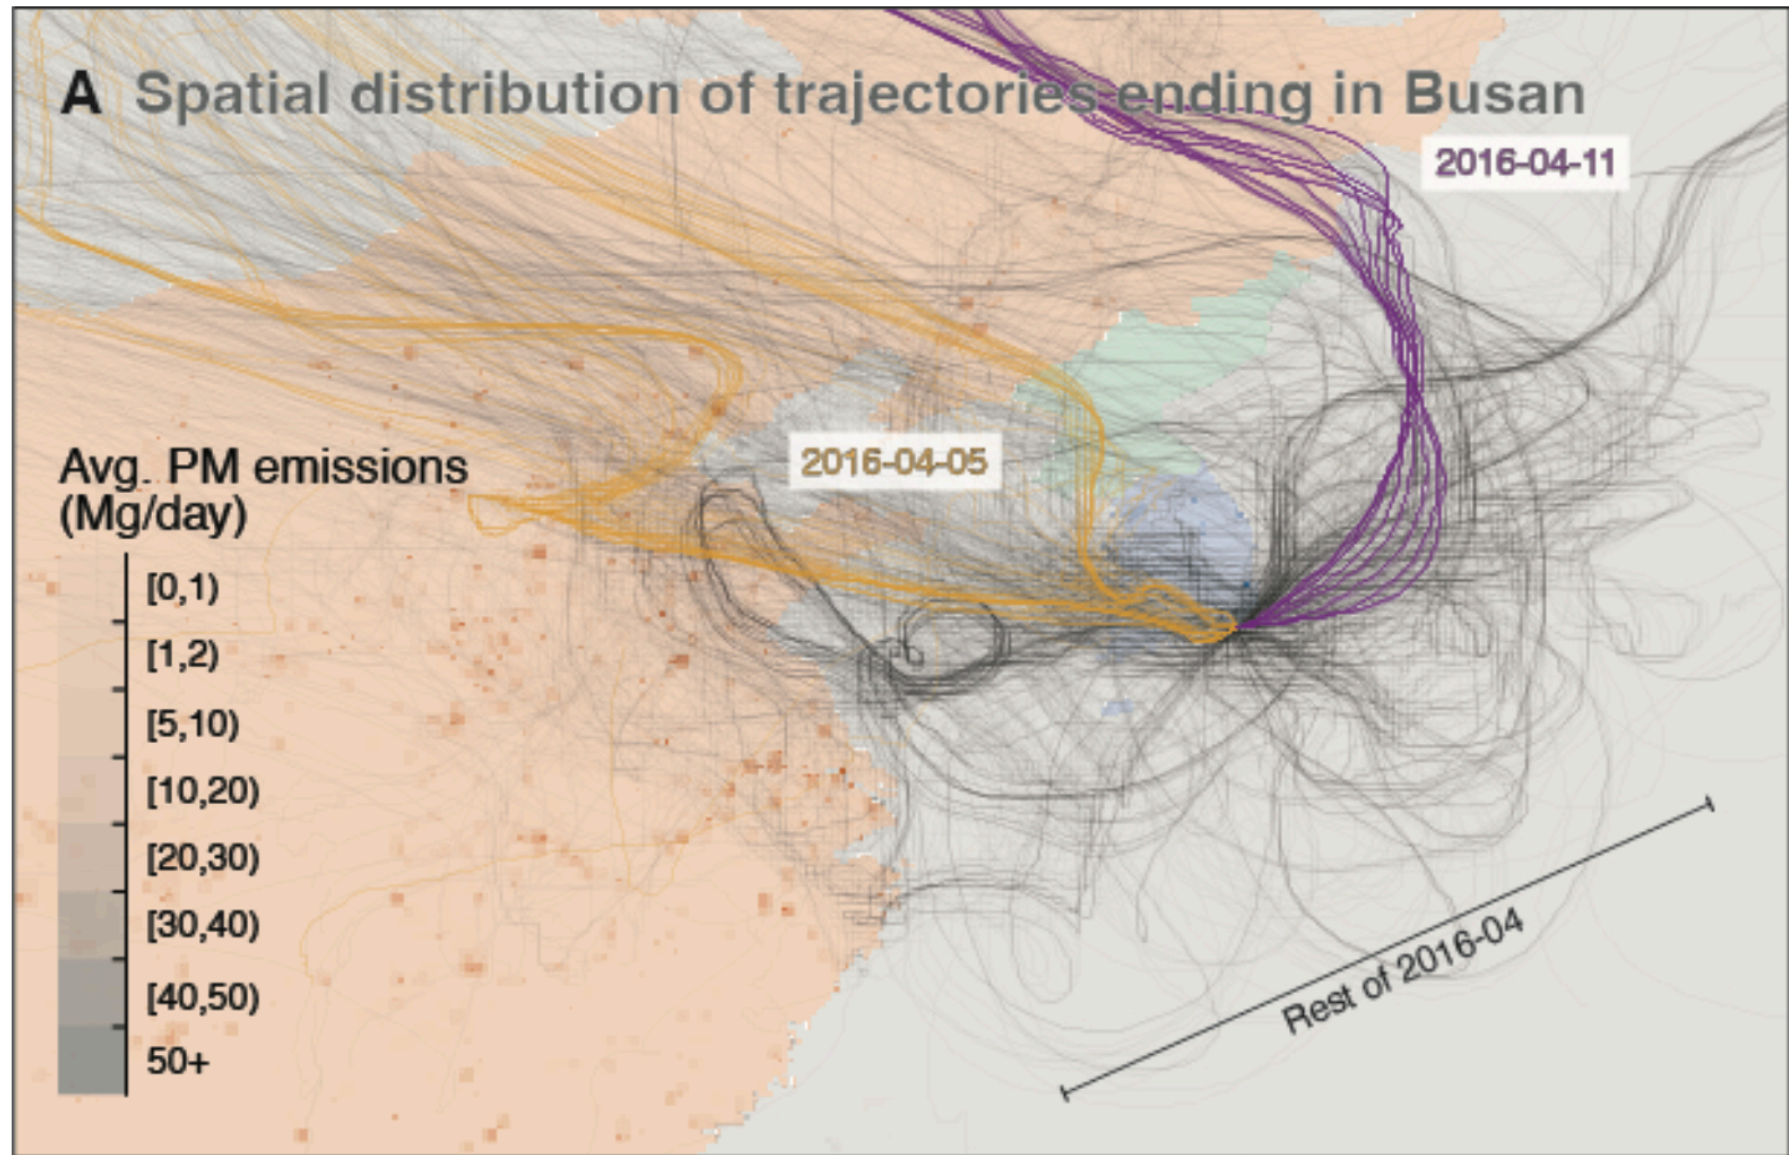 A Spatial distribution of trajectories ending in Busan
2016-04-11
2016-04-05
Avg. PM emissions
(Mg/day)
[0,1)
[1,2)
[5,10)
[10,20)
[20,30)
[30,40)
[40,50)
50+
Rest of 2016-04